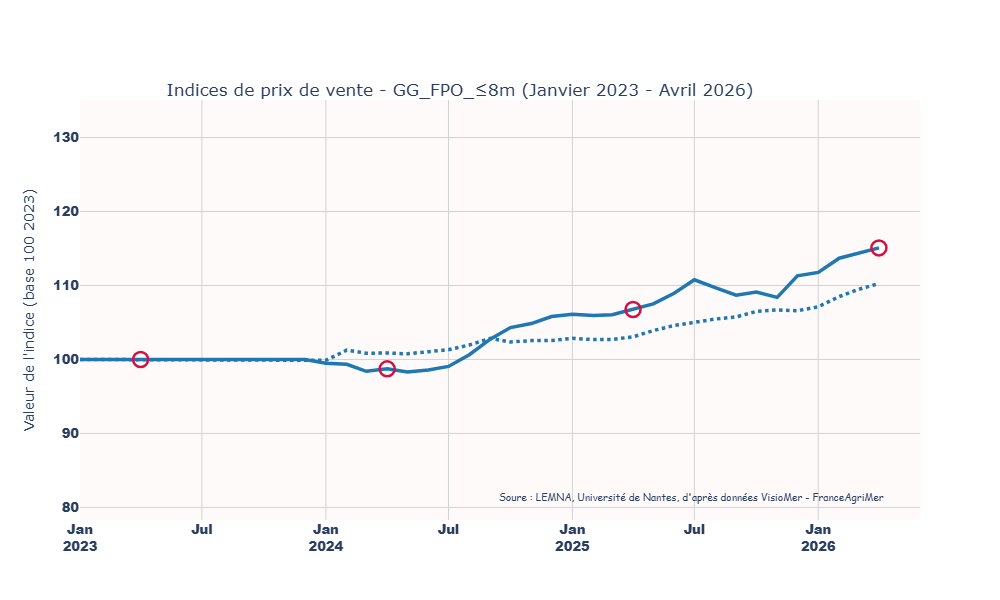 Indices de prix de vente - GG_FPO_≤8m (Janvier 2023 - Avril 2026)
Valeur de l'indice (base 100 2023)
130
120
110
100
90
80
Soure : LEMNA, Université de Nantes, d'après données VisioMer - FranceAgriMer
Jan Jul Jan Jul Jan Jul Jan
2023 2024 2025 2026